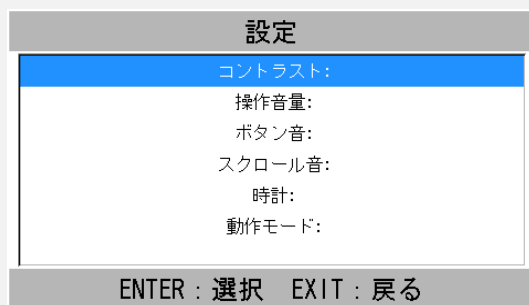 設定
コントラスト:
操作音量:
ボタン音:
スクロール音:
時計:
動作モード:
ENTER：選択　EXIT：戻る